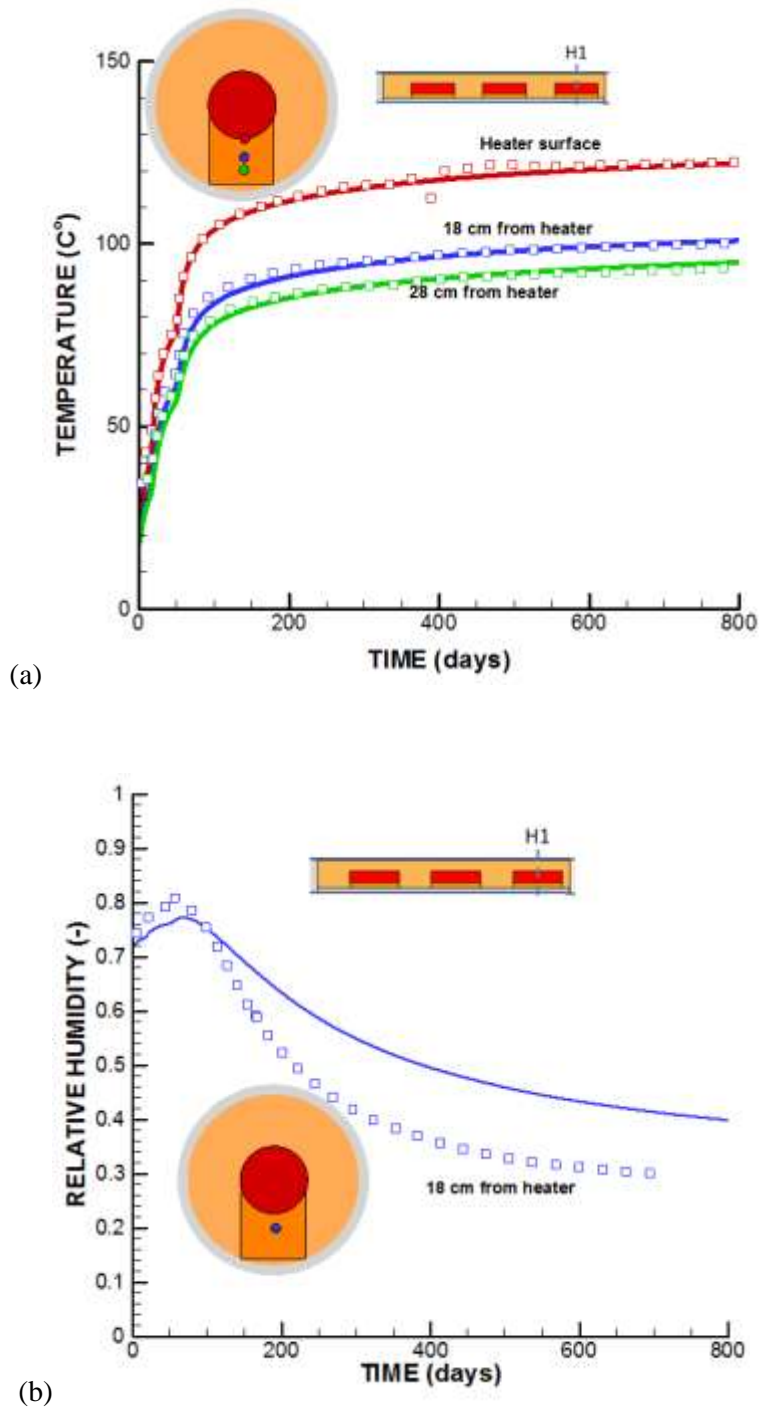 H1
150
Heater surface
100
18 cm from heater
28 cm from heater
50
0
TEMPERATURE (C°)
0 200 400 600 800
TIME (days)
(a)
1
H1
0.9
0.8
0.7
0.6
0.5
0.4
0.3
18 cm from heater
0.2
0.1
0
RELATIVE HUMIDITY (-)
0 200 400 600 800
TIME (days)
(b)